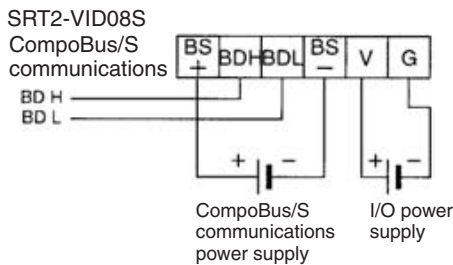 SRT2-VID08S
CompoBus/S
communications
BS + BDH BDL BS - V G
BD H
BD L
+ - + -
CompoBus/S
communications
power supply
I/O power
supply